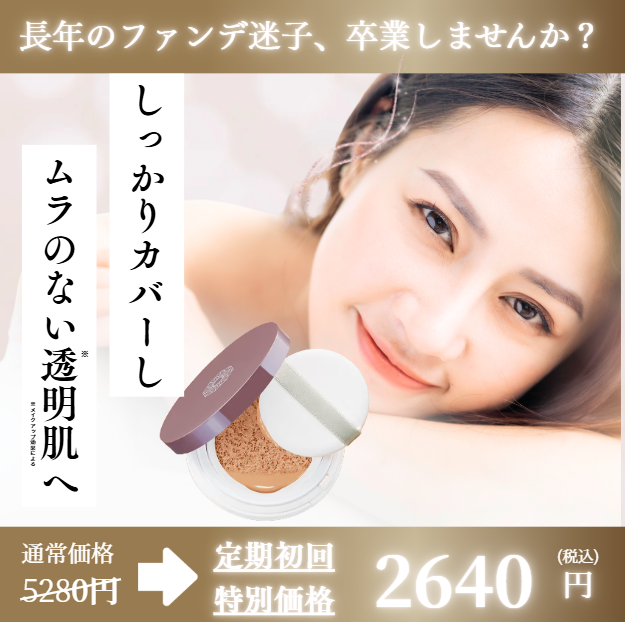 長年のファンデ迷子、卒業しませんか？
しっかりカバーし
ムラのない透明肌へ
※
※メイクアップ効果による
通常価格
5280円
定期初回
特別価格
2640
(税込)
円